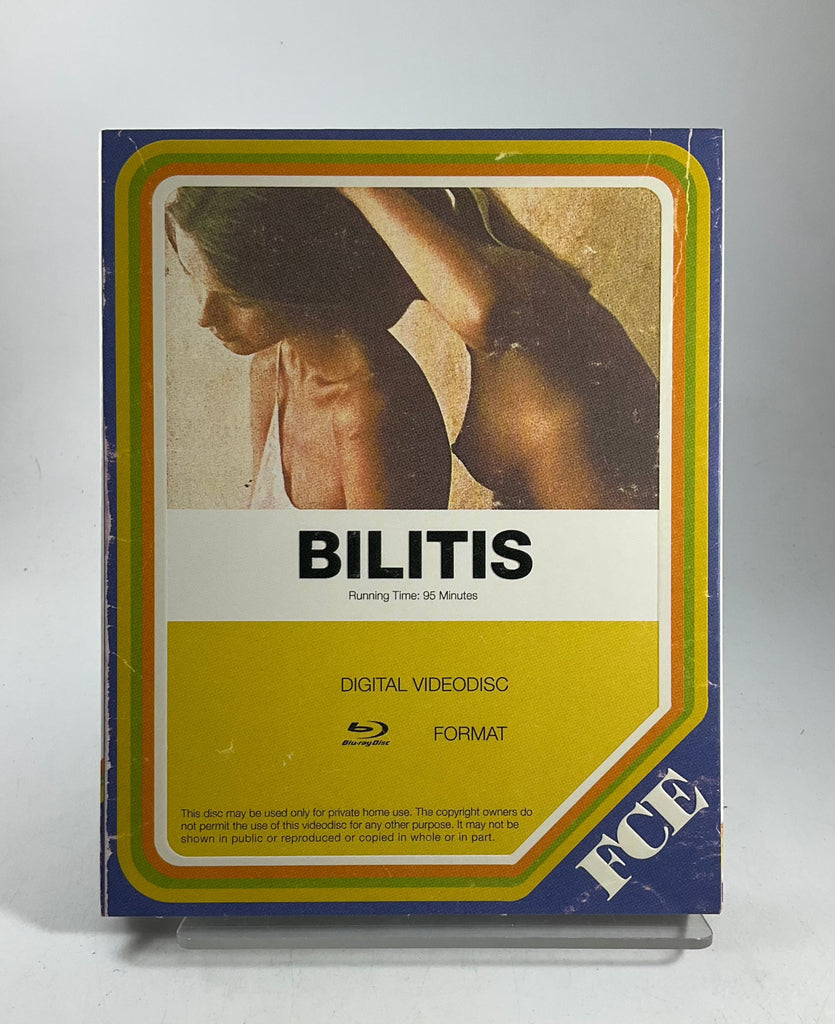 BILITIS
Running Time: 95 Minutes
DIGITAL VIDEODISC
Blu-ray Disc FORMAT
This disc may be used only for private home use. The copyright owners do
not permit the use of this videodisc for any other purpose. It may not be
shown in public or reproduced or copied in whole or in part.
FCE